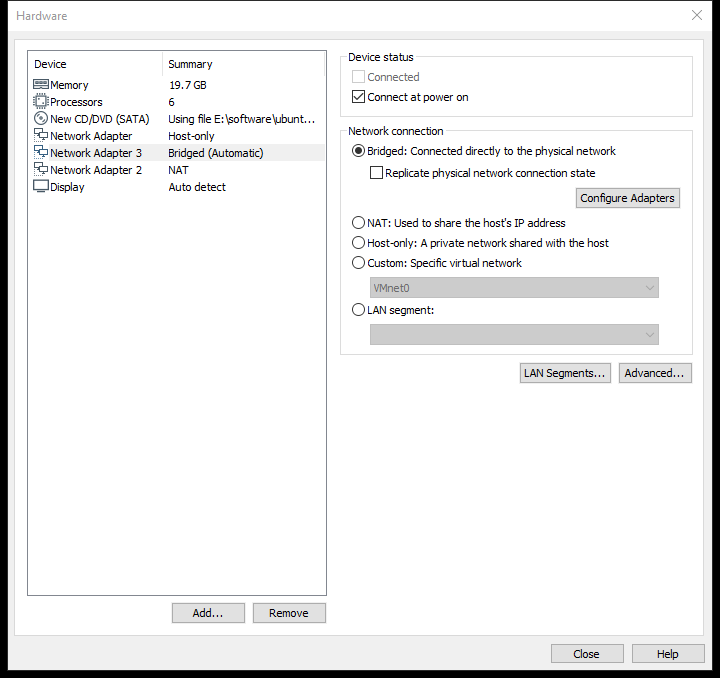 Hardware
Device Summary
Memory 19.7 GB
Processors 6
New CD/DVD (SATA) Using file E:\software\ubunt...
Network Adapter Host-only
Network Adapter 3 Bridged (Automatic)
Network Adapter 2 NAT
Display Auto detect
Add...
Remove
Device status
Connected
Connect at power on
Network connection
Bridged: Connected directly to the physical network
Replicate physical network connection state
Configure Adapters
NAT: Used to share the host's IP address
Host-only: A private network shared with the host
Custom: Specific virtual network
VMnet0
LAN segment:
LAN Segments... Advanced...
Close Help